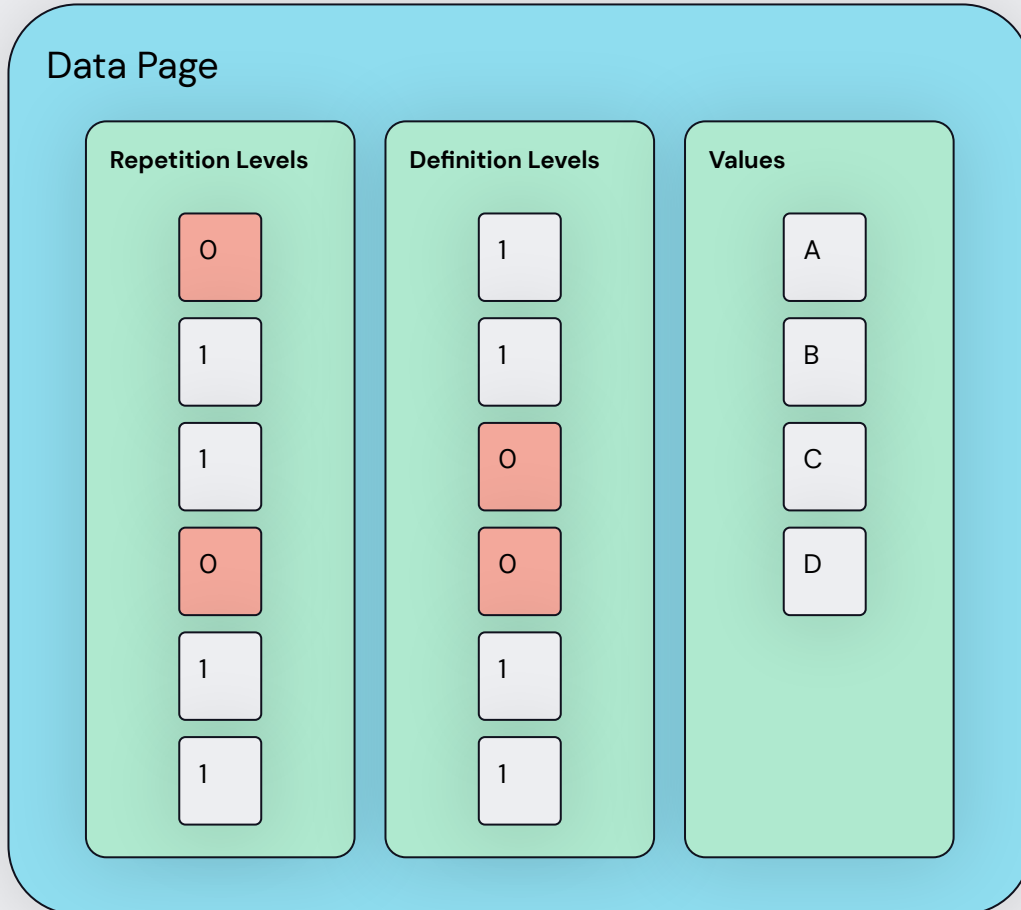 Data Page
Repetition Levels
0
1
1
0
1
1
Definition Levels
1
1
0
0
1
1
Values
A
B
C
D